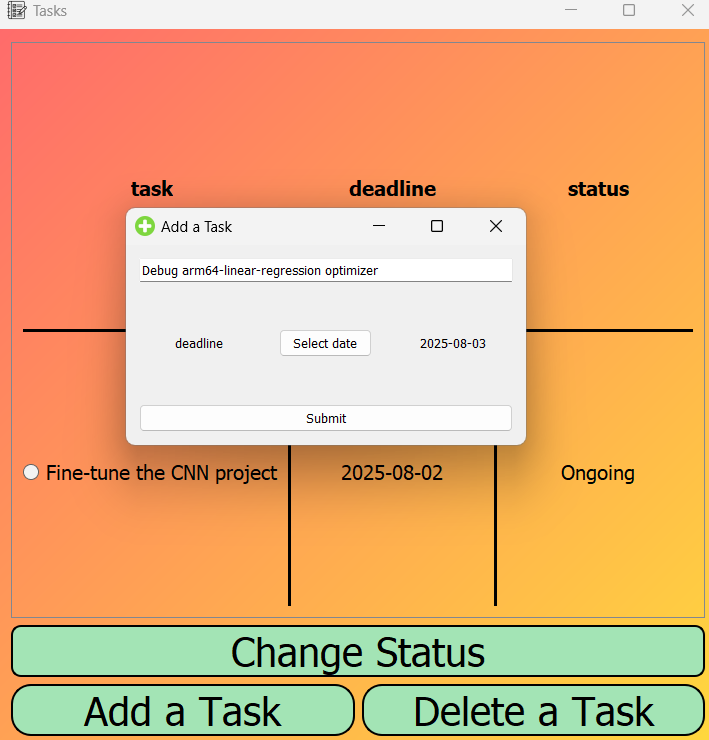 Tasks
task deadline status
Add a Task
Debug arm64-linear-regression optimizer
deadline Select date 2025-08-03
Submit
Fine-tune the CNN project 2025-08-02 Ongoing
Change Status
Add a Task Delete a Task